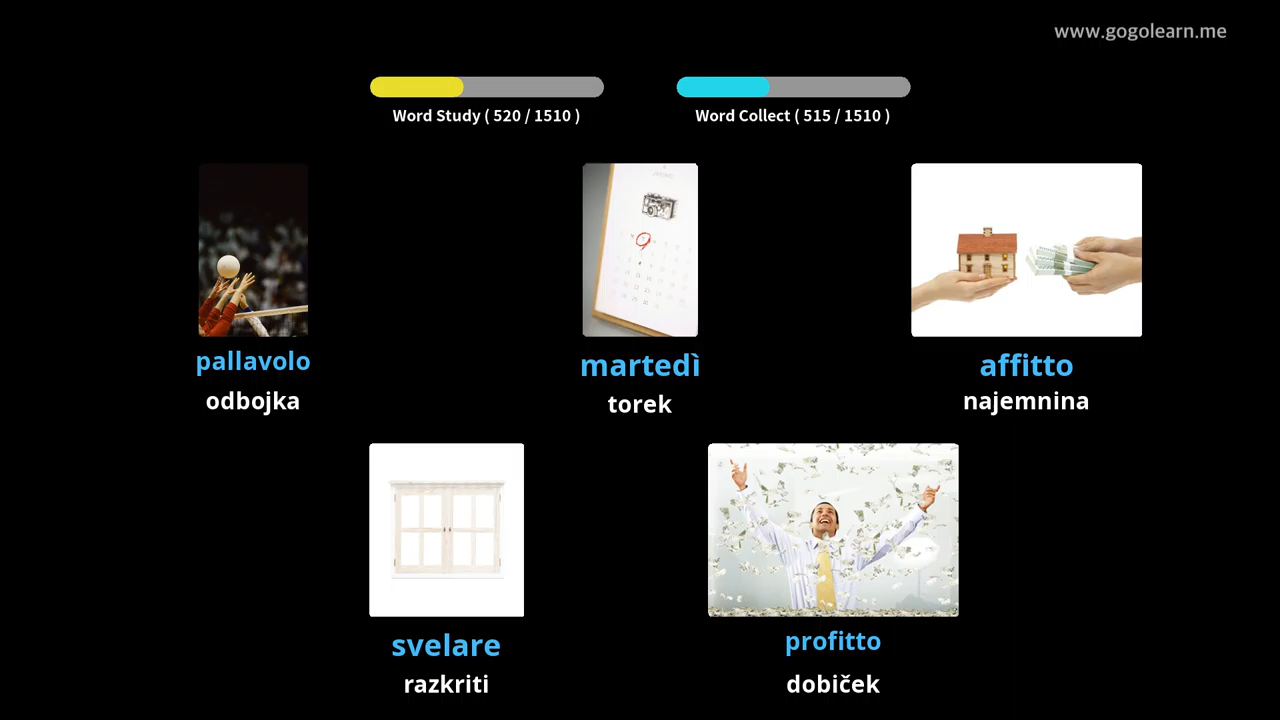 www.gogolearn.me
Word Study ( 520 / 1510 )
Word Collect ( 515 / 1510 )
pallavolo
odbojka
martedì
torek
affitto
najemnina
svelare
razkriti
profitto
dobiček